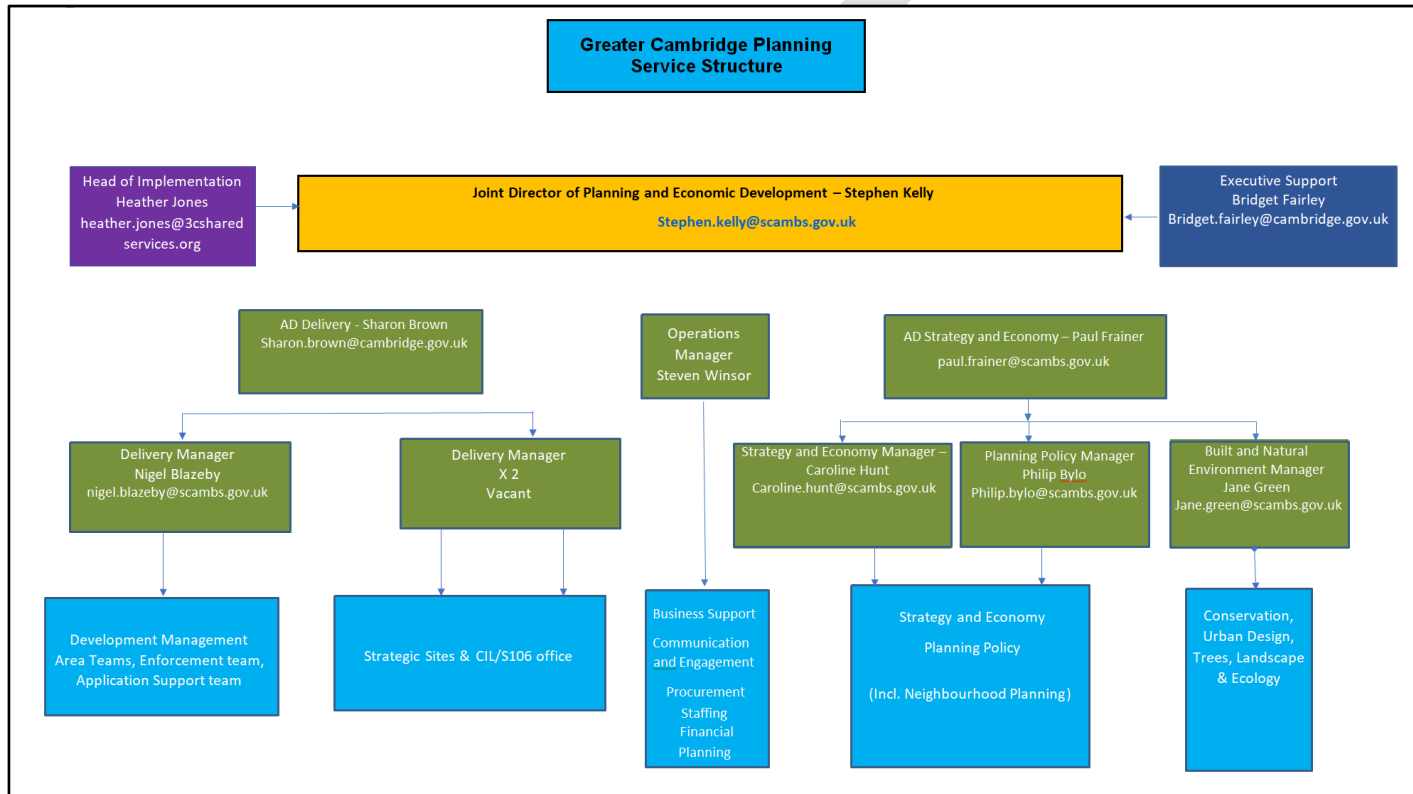 Greater Cambridge Planning
Service Structure
Head of Implementation
Heather Jones
heather.jones@3cshared
services.org
Joint Director of Planning and Economic Development – Stephen Kelly
Stephen.kelly@scambs.gov.uk
Executive Support
Bridget Fairley
Bridget.fairley@cambridge.gov.uk
AD Delivery - Sharon Brown
Sharon.brown@cambridge.gov.uk
Operations
Manager
Steven Winsor
AD Strategy and Economy – Paul Frainer
paul.frainer@scambs.gov.uk
Delivery Manager
Nigel Blazeby
nigel.blazeby@scambs.gov.uk
Delivery Manager
X 2
Vacant
Strategy and Economy Manager –
Caroline Hunt
Caroline.hunt@scambs.gov.uk
Planning Policy Manager
Philip Bylo
Philip.bylo@scambs.gov.uk
Built and Natural
Environment Manager
Jane Green
Jane.green@scambs.gov.uk
Development Management
Area Teams, Enforcement team,
Application Support team
Strategic Sites & CIL/S106 office
Business Support
Communication
and Engagement
Procurement
Staffing
Financial
Planning
Strategy and Economy
Planning Policy
(Incl. Neighbourhood Planning)
Conservation,
Urban Design,
Trees, Landscape
& Ecology